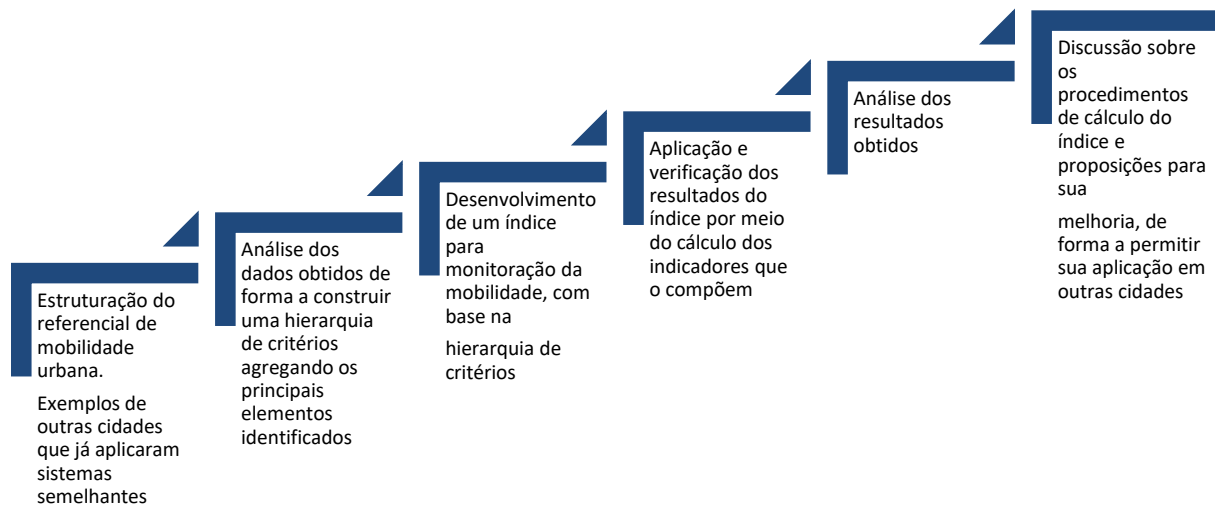 Estruturação do
referencial de
mobilidade
urbana.
Exemplos de
outras cidades
que já aplicaram
sistemas
semelhantes
Análise dos
dados obtidos de
forma a construir
uma hierarquia
de critérios
agregando os
principais
elementos
identificados
Desenvolvimento
de um índice
para
monitoração da
mobilidade, com
base na
hierarquia de
critérios
Aplicação e
verificação dos
resultados do
índice por meio
do cálculo dos
indicadores que
o compõem
Análise dos
resultados
obtidos
Discussão sobre
os
procedimentos
de cálculo do
índice e
proposições para
sua
melhoria, de
forma a permitir
sua aplicação em
outras cidades